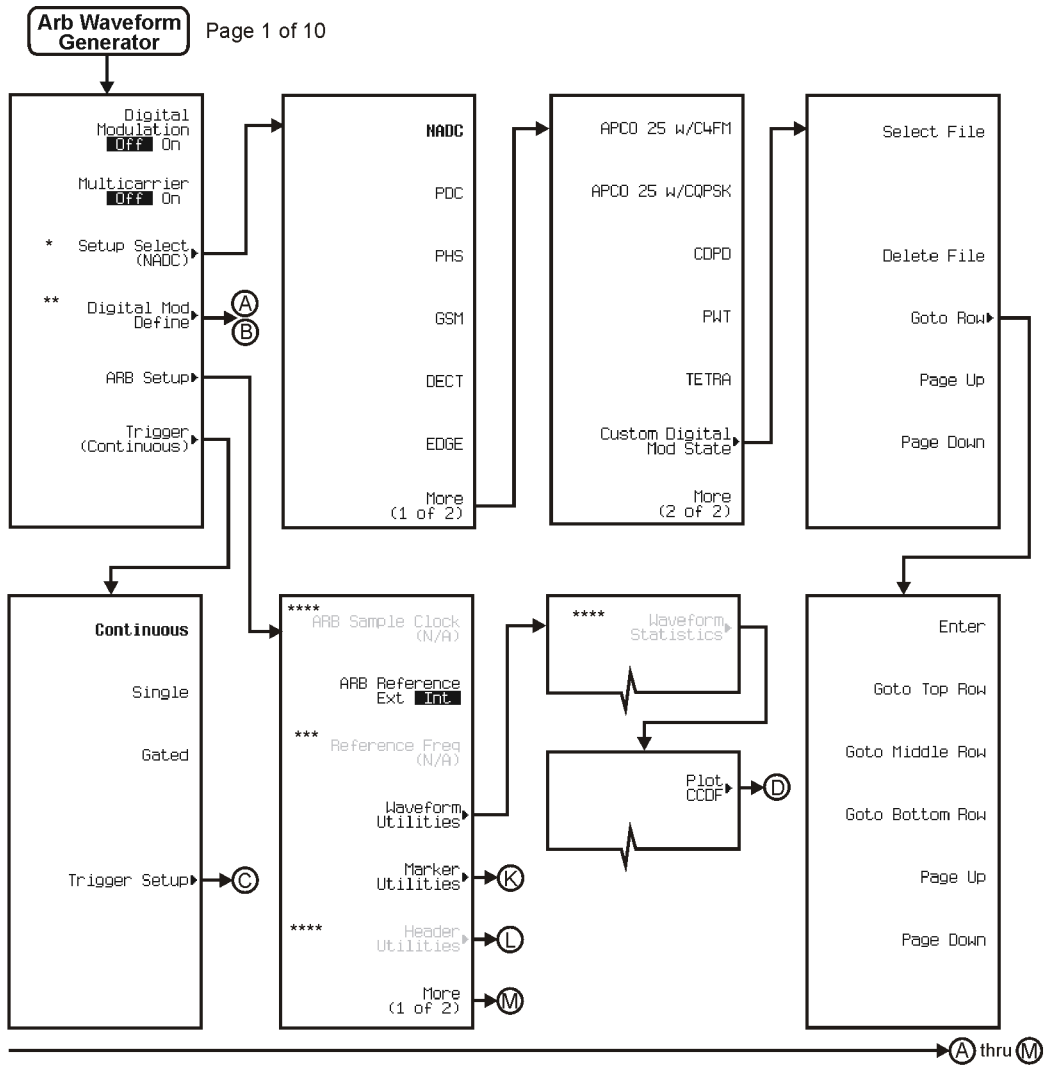 Arb Waveform
Generator
Page 1 of 10
Digital
Modulation
Off On
Multicarrier
Off On
* Setup Select
(NADC)
** Digital Mod
Define
A
B
ARB Setup
Trigger
(Continuous)
NADC
PDC
PHS
GSM
DECT
EDGE
More
(1 of 2)
APCO 25 w/C4FM
APCO 25 w/CQPSK
CDPD
PWT
TETRA
Custom Digital
Mod State
More
(2 of 2)
Select File
Delete File
Goto Row
Page Up
Page Down
Continuous
Single
Gated
Trigger Setup
C
****
ARB Sample Clock
(N/A)
ARB Reference
Ext Int
***
Reference Freq
(N/A)
Waveform
Utilities
Marker
Utilities
K
**** Header
Utilities
L
More
(1 of 2)
M
**** Waveform
Statistics
Plot
CCDF
D
Enter
Goto Top Row
Goto Middle Row
Goto Bottom Row
Page Up
Page Down
A thru M